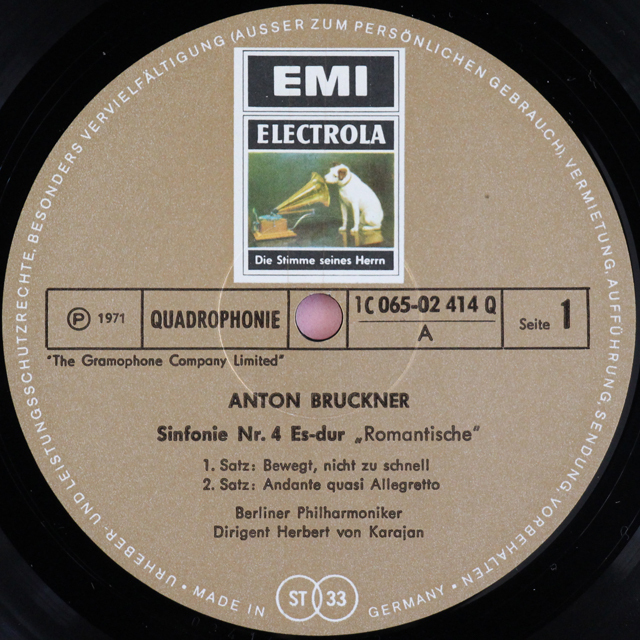 URHEBER- UND LEISTUNGSSCHUTZRECHTE, BESONDERS VERVIELFÄLTIGUNG (AUSSER ZUM PERSÖNLICHEN GEBRAUCH), VERMIETUNG, AUFFÜHRUNG, SENDUNG, VORBEHALTEN
EMI
ELECTROLA
Die Stimme seines Herrn
Ⓟ 1971
QUADROPHONIE
1C 065-02 414 Q
A
Seite 1
"The Gramophone Company Limited"
ANTON BRUCKNER
Sinfonie Nr. 4 Es-dur „Romantische“
1. Satz: Bewegt, nicht zu schnell
2. Satz: Andante quasi Allegretto
Berliner Philharmoniker
Dirigent Herbert von Karajan
• MADE IN GERMANY •
ST 33